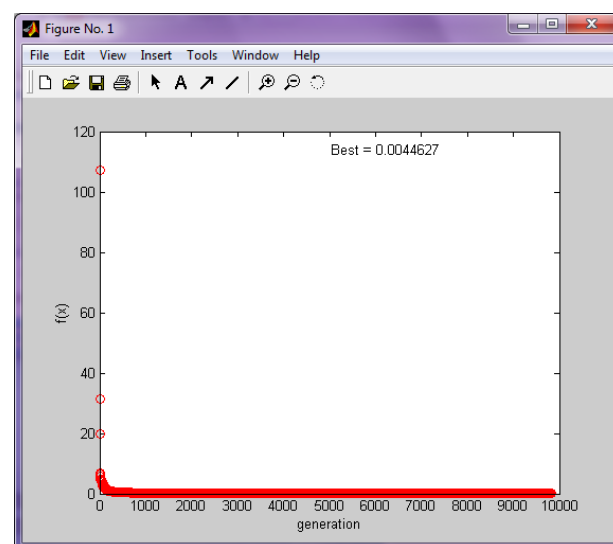 Figure No. 1
File Edit View Insert Tools Window Help
A
120
Best = 0.0044627
100
80
f(x)
60
40
20
0
0 1000 2000 3000 4000 5000 6000 7000 8000 9000 10000
generation